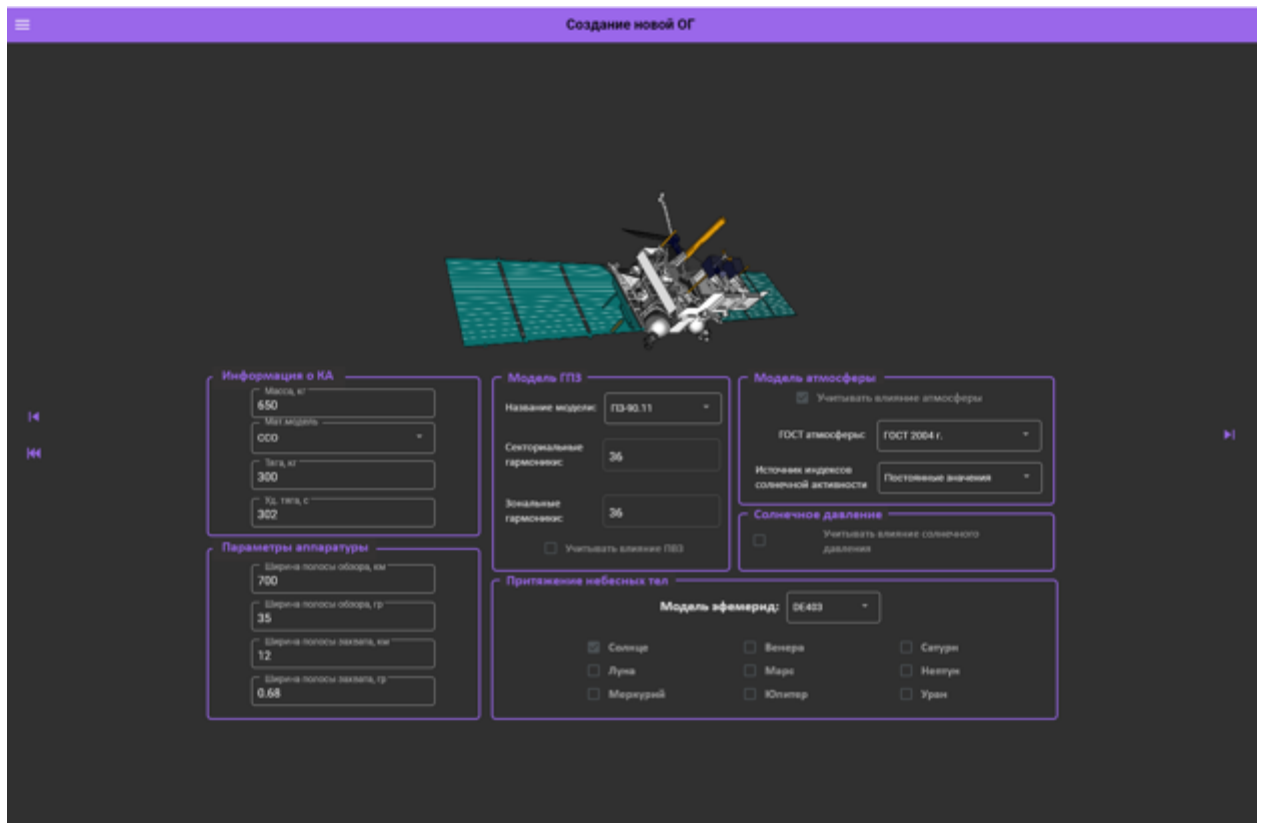 Создание новой ОГ
Информация о КА
Масса, кг
650
Мат.модель
ССО
Тяга, кг
300
Уд. тяга, с
302
Параметры аппаратуры
Ширина полосы обзора, км
700
Ширина полосы обзора, гр
35
Ширина полосы захвата, км
12
Ширина полосы захвата, гр
0.68
Модель ГПЗ
Название модели:
ПЗ-90.11
Секториальные
гармоники:
36
Зональные
гармоники:
36
Учитывать влияние ПВЗ
Модель атмосферы
Учитывать влияние атмосферы
ГОСТ атмосферы:
ГОСТ 2004 г.
Источник индексов
солнечной активности
Постоянные значения
Солнечное давление
Учитывать влияние солнечного
давления
Притяжение небесных тел
Модель эфемерид:
DE403
Солнце
Венера
Сатурн
Луна
Марс
Нептун
Меркурий
Юпитер
Уран